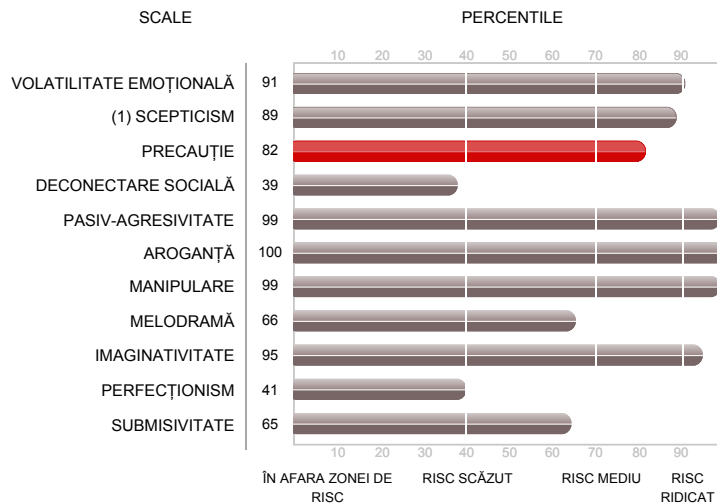 SCALE PERCENTILE
10 20 30 40 50 60 70 80 90
VOLATILITATE EMOȚIONALĂ 91
(1) SCEPTICISM 89
PRECAUȚIE 82
DECONECTARE SOCIALĂ 39
PASIV-AGRESIVITATE 99
AROGANȚĂ 100
MANIPULARE 99
MELODRAMĂ 66
IMAGINATIVITATE 95
PERFECȚIONISM 41
SUBMISIVITATE 65
10 20 30 40 50 60 70 80 90
ÎN AFARA ZONEI DE RISC SCĂZUT RISC MEDIU RISC
RISC RIDICAT